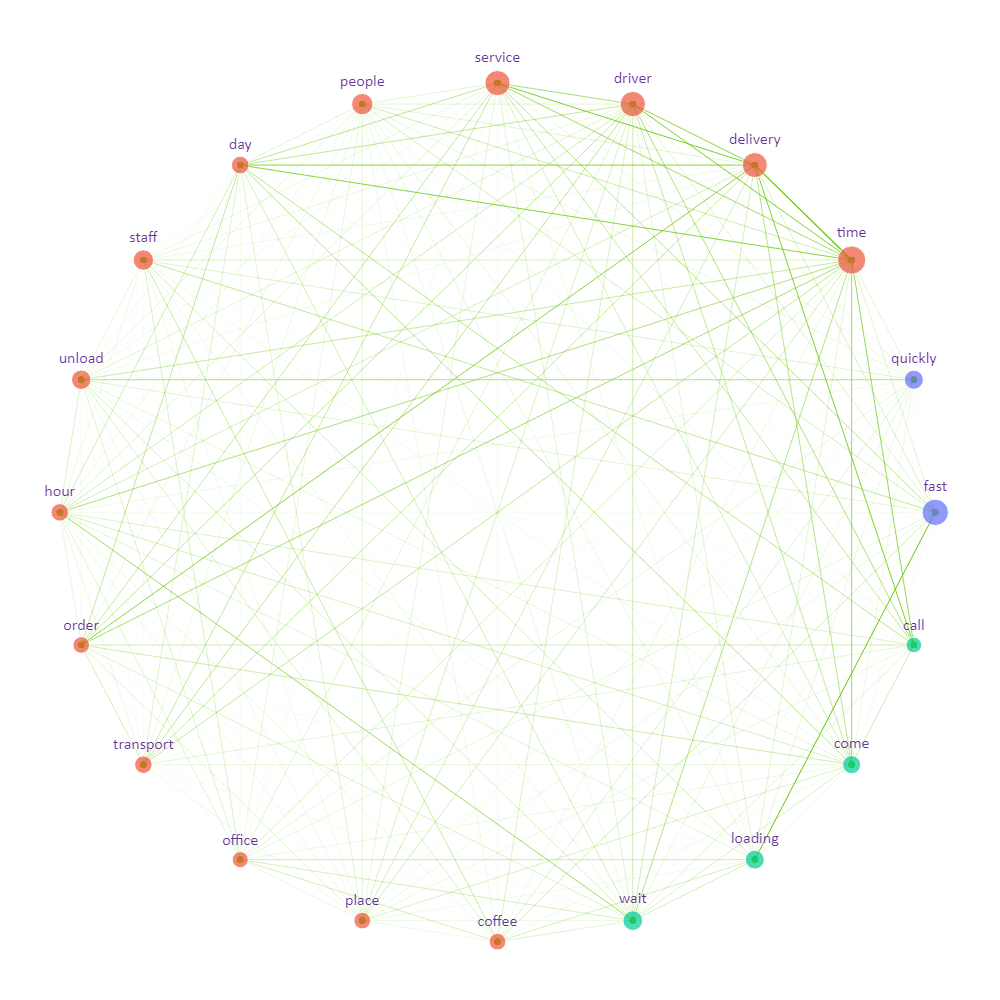 service
driver
people
delivery
day
time
staff
quickly
unload
fast
hour
call
order
come
transport
loading
office
wait
place
coffee